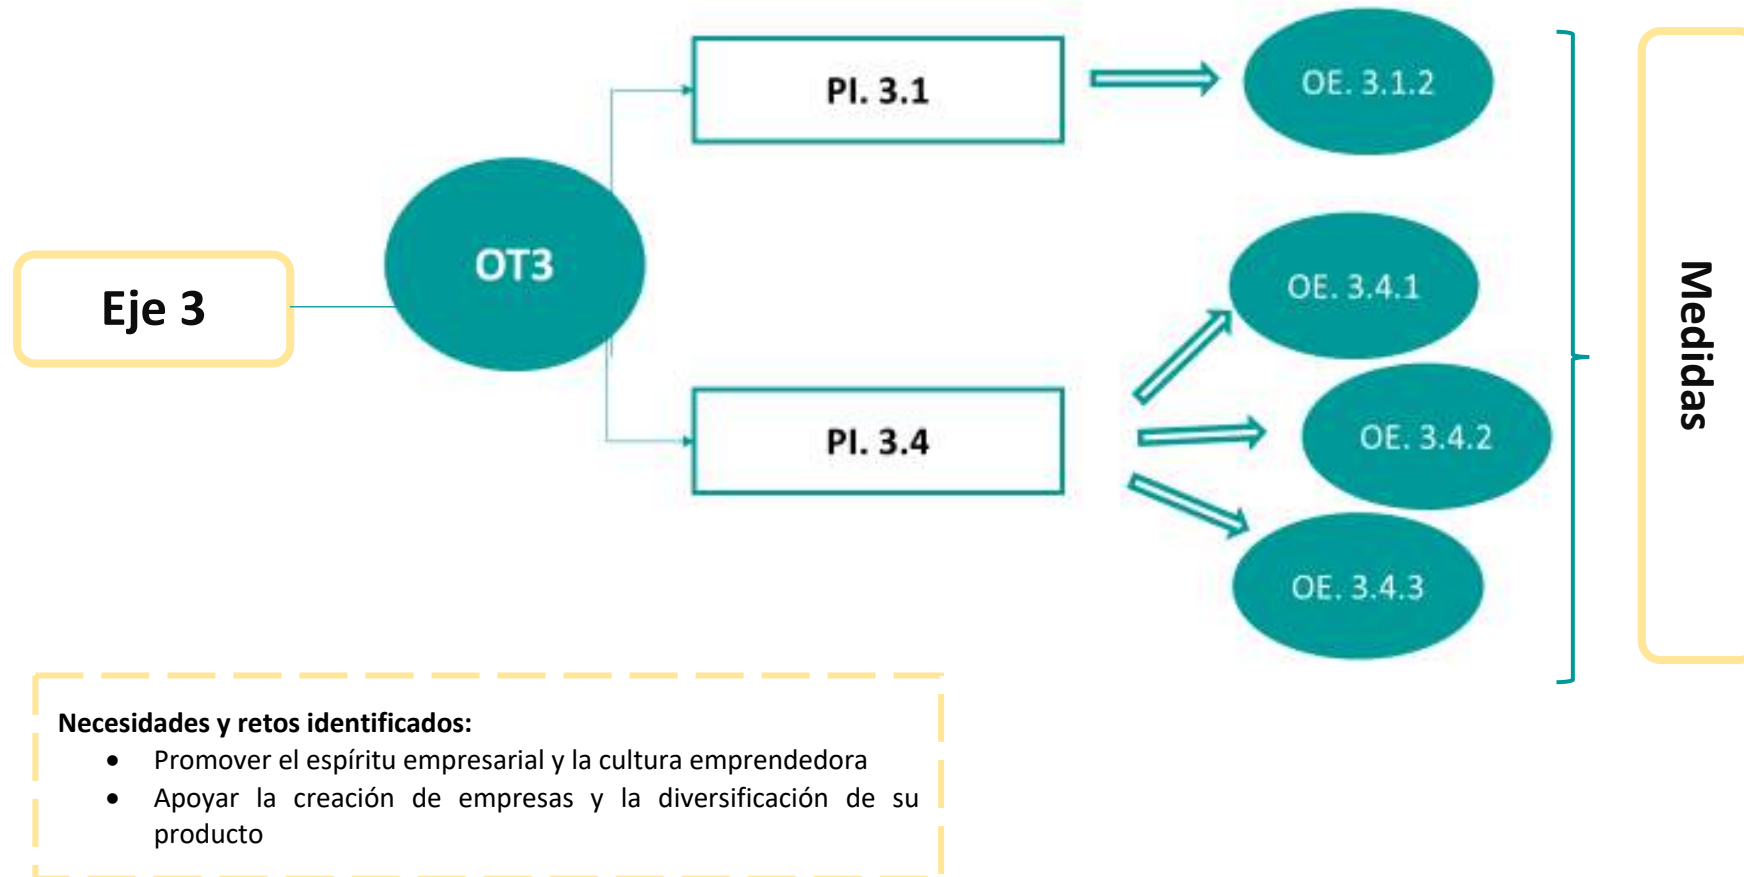 Eje 3
OT3
PI. 3.1
OE. 3.1.2
PI. 3.4
OE. 3.4.1
OE. 3.4.2
OE. 3.4.3
Medidas
Necesidades y retos identificados:
• Promover el espíritu empresarial y la cultura emprendedora
• Apoyar la creación de empresas y la diversificación de su
producto